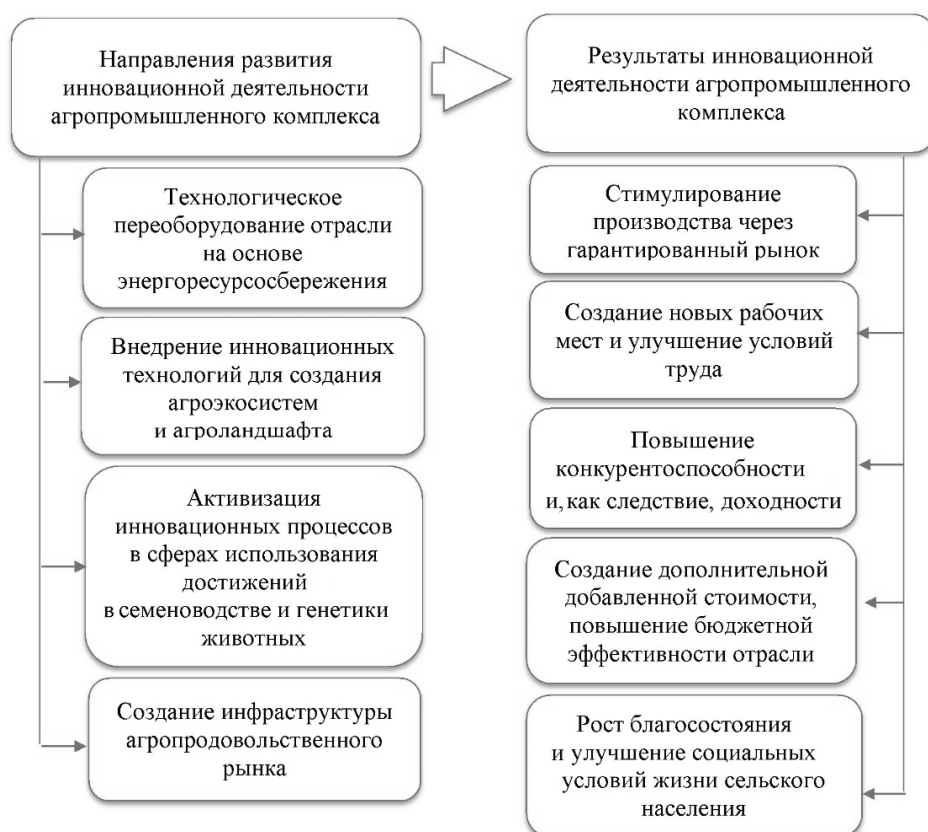 Направления развития
инновационной деятельности
агропромышленного комплекса
Технологическое
переоборудование отрасли
на основе
энергоресурсосбережения
Внедрение инновационных
технологий для создания
агроэкосистем
и агроландшафта
Активизация
инновационных процессов
в сферах использования
достижений
в семеноводстве и генетики
животных
Создание инфраструктуры
агропродовольственного
рынка
Результаты инновационной
деятельности агропромышленного
комплекса
Стимулирование
производства через
гарантированный рынок
Создание новых рабочих
мест и улучшение условий
труда
Повышение
конкурентоспособности
и, как следствие, доходности
Создание дополнительной
добавленной стоимости,
повышение бюджетной
эффективности отрасли
Рост благосостояния
и улучшение социальных
условий жизни сельского
населения